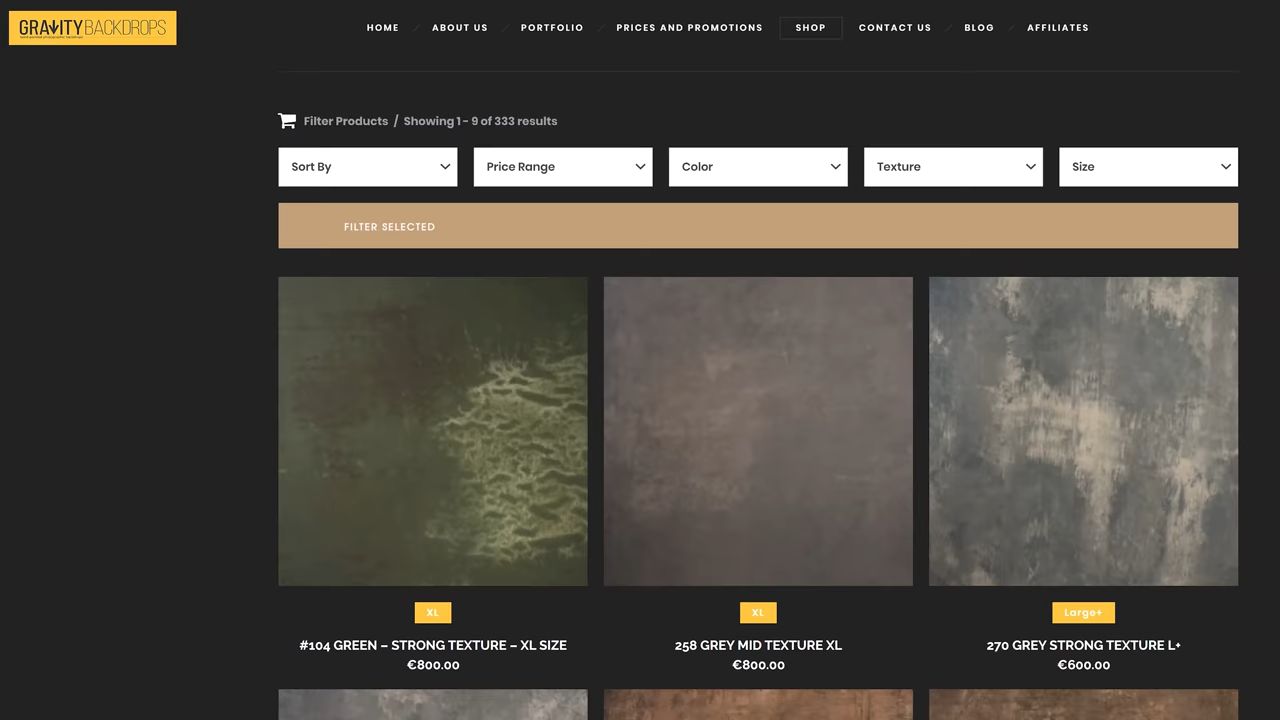 GRAVITY BACKDROPS
HOME
ABOUT US
PORTFOLIO
PRICES AND PROMOTIONS
SHOP
CONTACT US
BLOG
AFFILIATES
Filter Products / Showing 1 - 9 of 333 results
Sort By
Price Range
Color
Texture
Size
FILTER SELECTED
XL
#104 GREEN – STRONG TEXTURE – XL SIZE
€800.00
XL
258 GREY MID TEXTURE XL
€800.00
Large+
270 GREY STRONG TEXTURE L+
€600.00